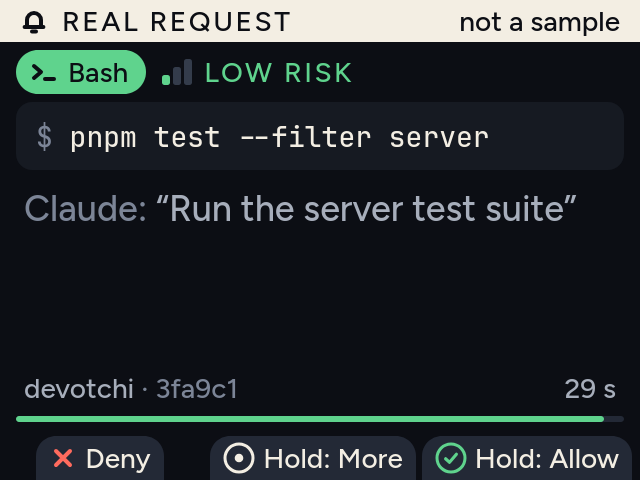 REAL REQUEST not a sample
Bash LOW RISK
$ pnpm test --filter server
Claude: “Run the server test suite”
devotchi · 3fa9c1 29 s
Deny Hold: More Hold: Allow